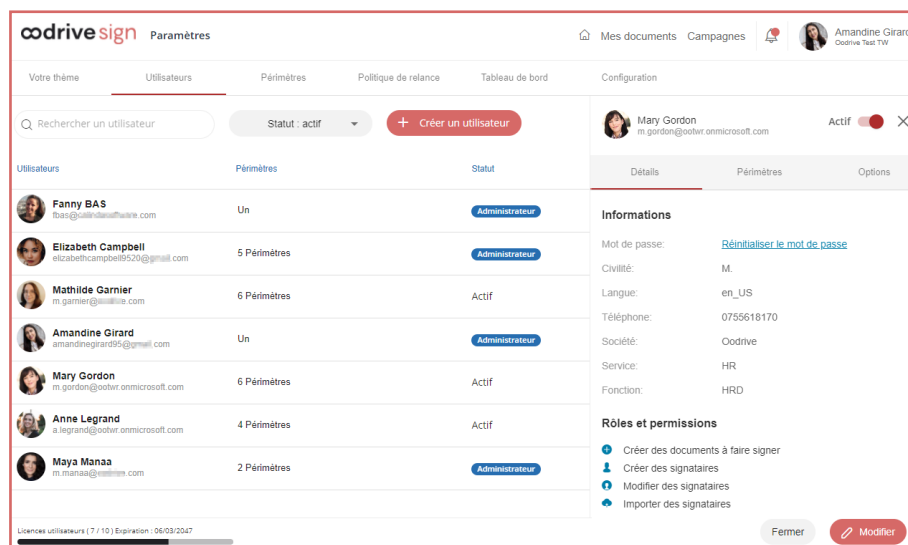 oodrive sign Paramètres
Mes documents Campagnes
Amandine Girard
Oodrive Test TW
Votre thème Utilisateurs Périmètres Politique de relance Tableau de bord Configuration
Rechercher un utilisateur
Statut : actif
+ Créer un utilisateur
Utilisateurs Périmètres Statut
Fanny BAS
Un Administrateur
Elizabeth Campbell
elizabethcampbell9520@gmail.com
5 Périmètres Administrateur
Mathilde Garnier
6 Périmètres Actif
Amandine Girard
amandinegirard95@gmail.com
Un Administrateur
Mary Gordon
m.gordon@ootwr.onmicrosoft.com
6 Périmètres Actif
Anne Legrand
a.legrand@ootwr.onmicrosoft.com
4 Périmètres Actif
Maya Manaa
2 Périmètres Administrateur
Licences utilisateurs ( 7 / 10 ) Expiration : 06/03/2047
Mary Gordon
m.gordon@ootwr.onmicrosoft.com
Actif
Détails Périmètres Options
Informations
Mot de passe: Réinitialiser le mot de passe
Civilité: M.
Langue: en_US
Téléphone: 0755618170
Société: Oodrive
Service: HR
Fonction: HRD
Rôles et permissions
Créer des documents à faire signer
Créer des signataires
Modifier des signataires
Importer des signataires
Fermer Modifier